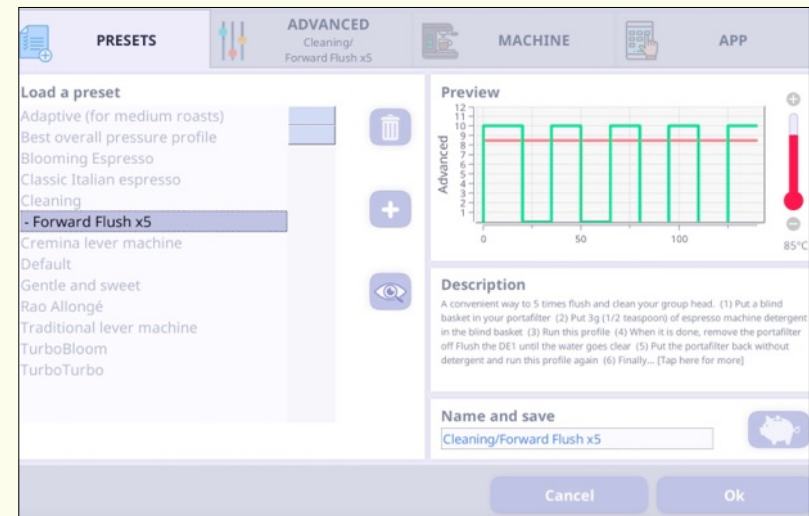 PRESETS
ADVANCED
Cleaning/
Forward Flush x5
MACHINE
APP
Load a preset
Adaptive (for medium roasts)
Best overall pressure profile
Blooming Espresso
Classic Italian espresso
Cleaning
- Forward Flush x5
Cremina lever machine
Default
Gentle and sweet
Rao Allongé
Traditional lever machine
TurboBloom
TurboTurbo
Preview
Advanced
12
11
10
9
8
7
6
5
4
3
2
1
0
50
100
85°C
Description
A convenient way to 5 times flush and clean your group head. (1) Put a blind
basket in your portafilter (2) Put 3g (1/2 teaspoon) of espresso machine detergent
in the blind basket (3) Run this profile (4) When it is done, remove the portafilter
off Flush the DE1 until the water goes clear (5) Put the portafilter back without
detergent and run this profile again (6) Finally... [Tap here for more]
Name and save
Cleaning/Forward Flush x5
Cancel
Ok